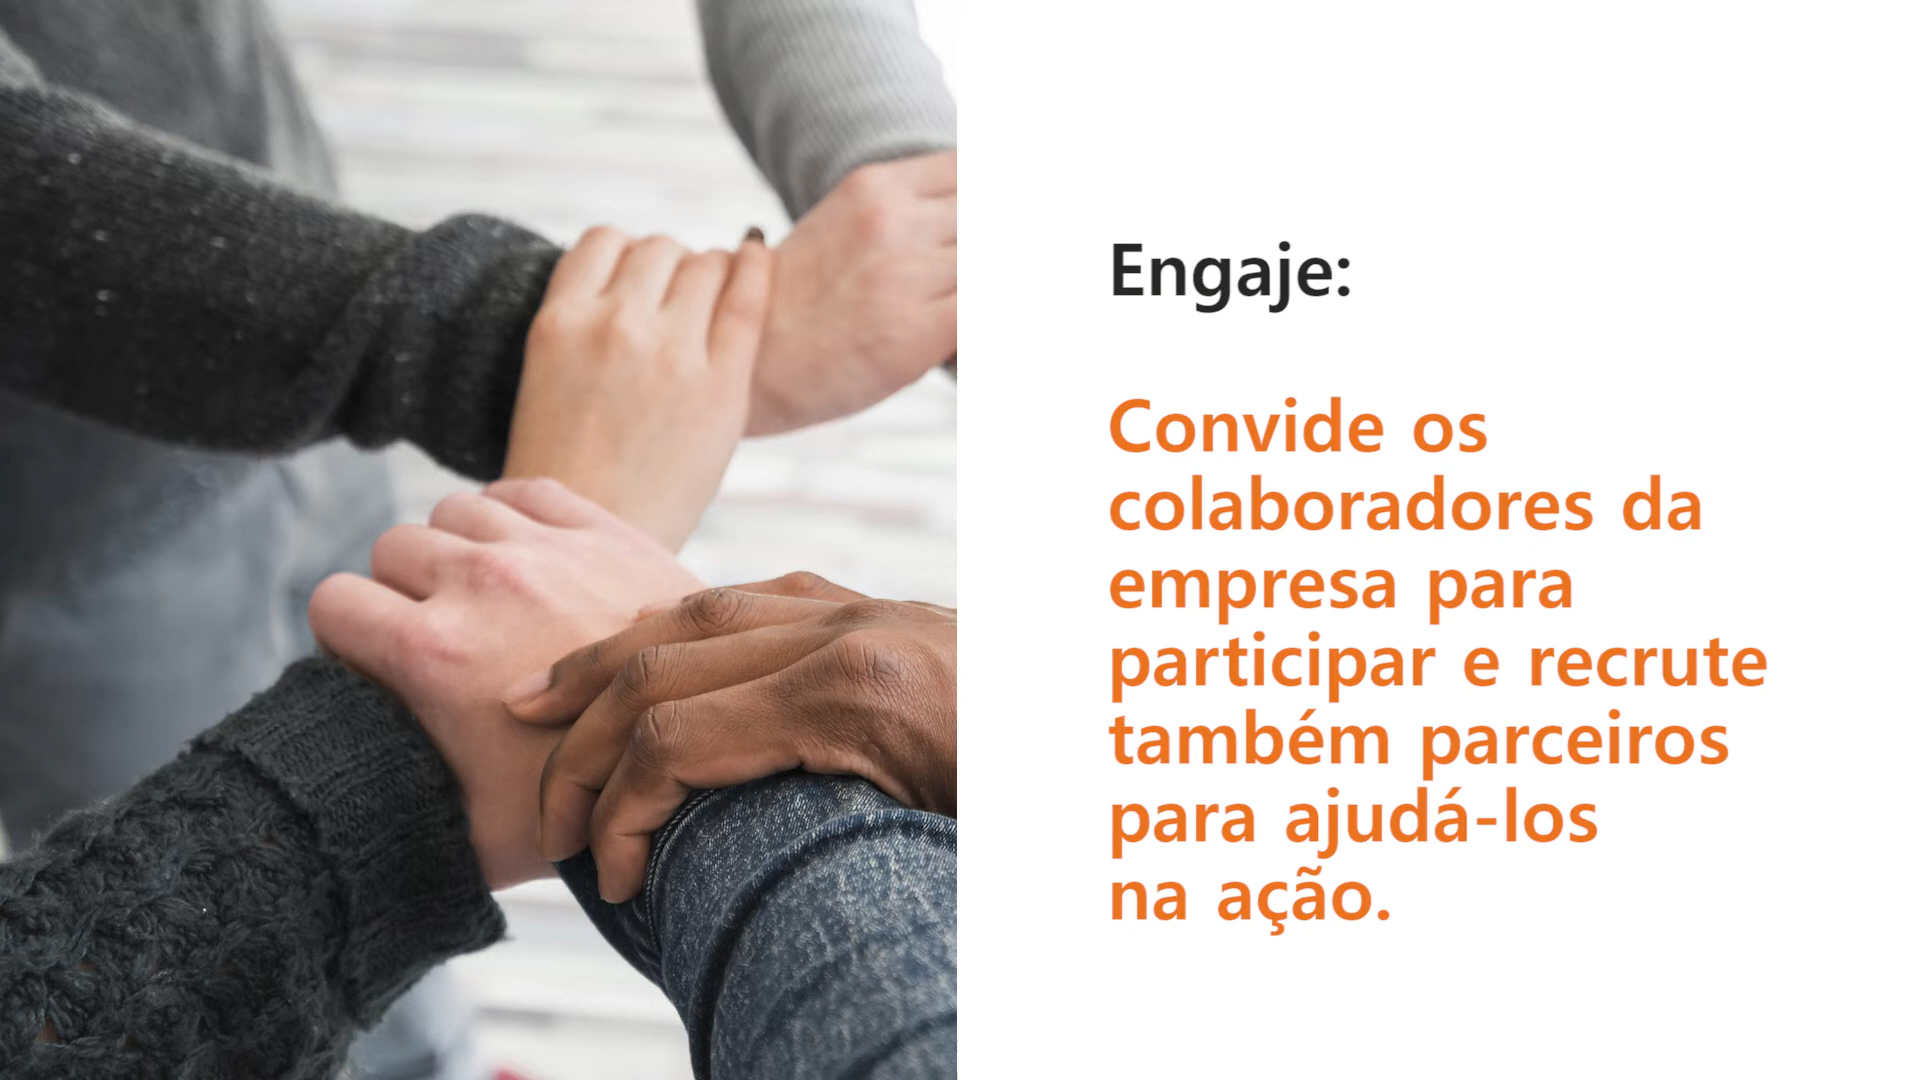 Engaje:
Convide os
colaboradores da
empresa para
participar e recrute
também parceiros
para ajudá-los
na ação.